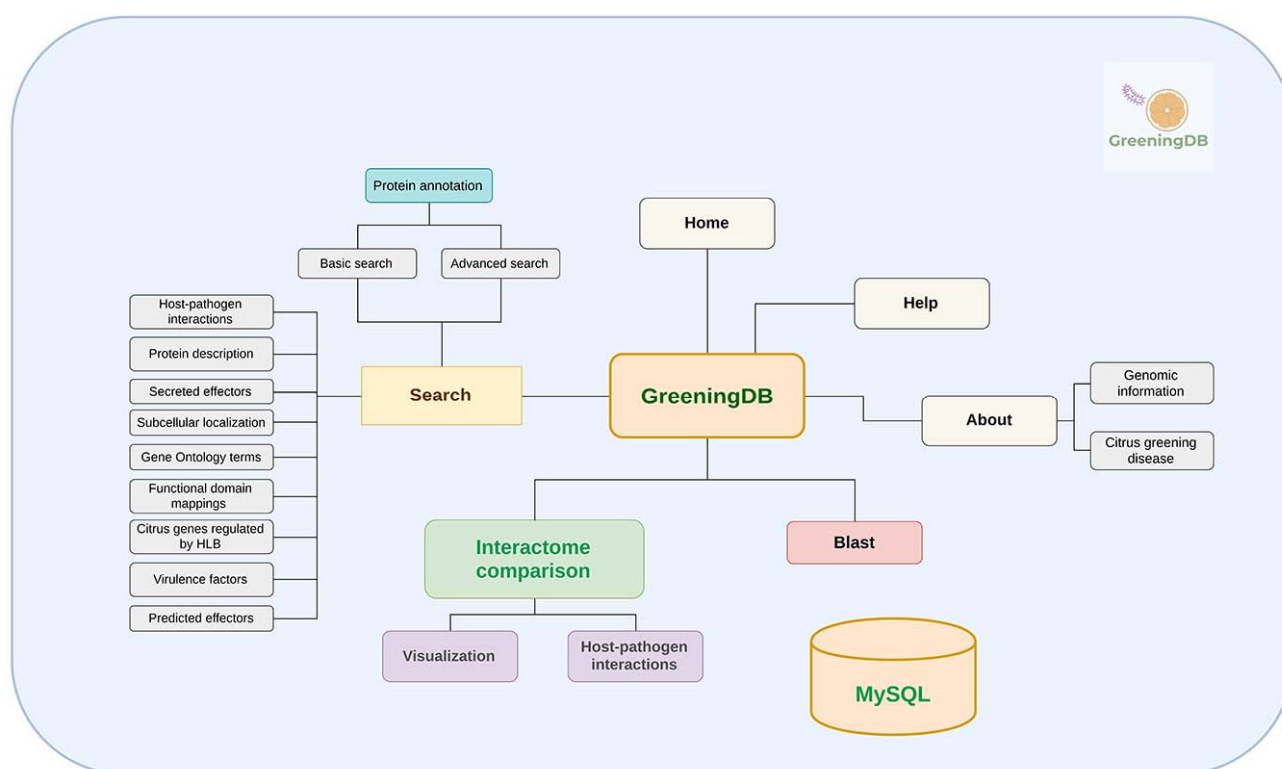 GreeningDB
Protein annotation
Home
Basic search
Advanced search
Help
Host-pathogen
interactions
Protein description
Secreted effectors
Subcellular localization
Gene Ontology terms
Functional domain
mappings
Citrus genes regulated
by HLB
Virulence factors
Predicted effectors
Search
GreeningDB
About
Genomic
information
Citrus greening
disease
Interactome
comparison
Blast
Visualization
Host-pathogen
interactions
MySQL